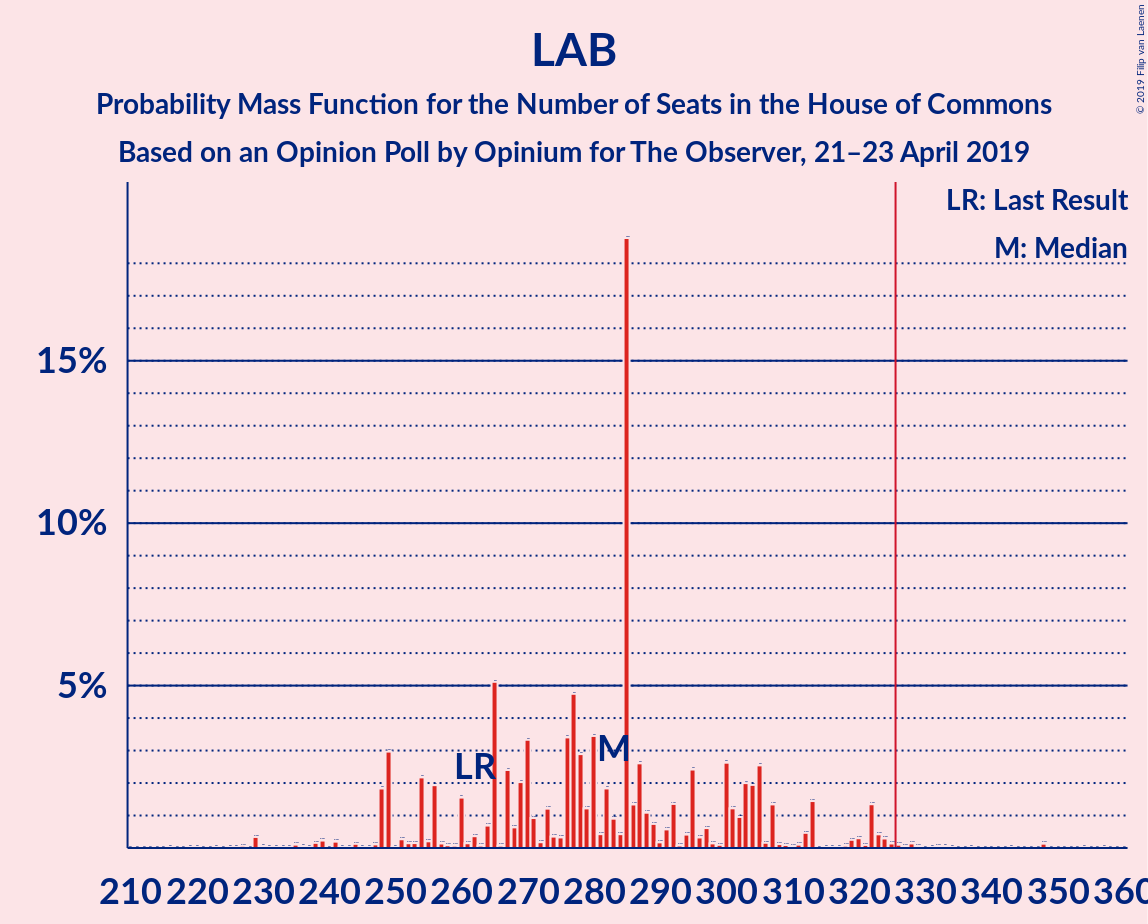 LAB
Probability Mass Function for the Number of Seats in the House of Commons
Based on an Opinion Poll by Opinium for The Observer, 21–23 April 2019
© 2019 Filip van Laenen
LR: Last Result
M: Median
15%
10%
5%
LR
M
210 220 230 240 250 260 270 280 290 300 310 320 330 340 350 360